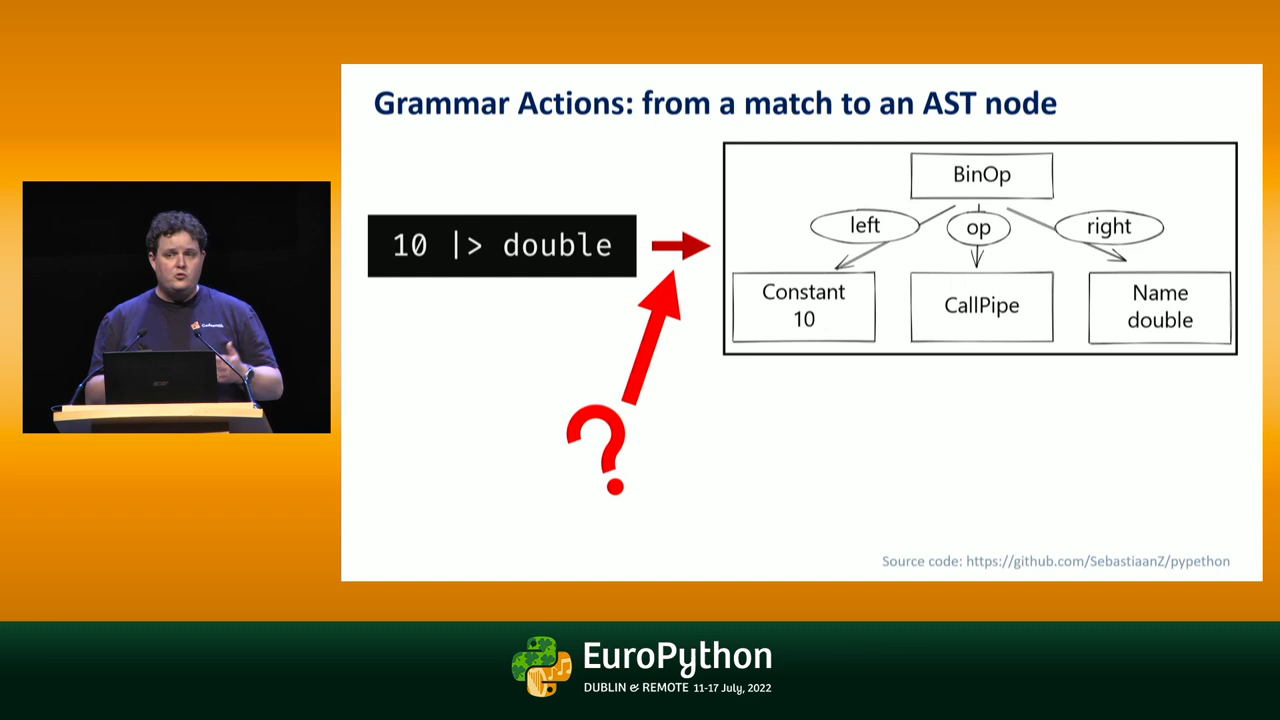 Grammar Actions: from a match to an AST node
10 |> double
BinOp
left
op
right
Constant
10
CallPipe
Name
double
?
Source code: https://github.com/SebastiaanZ/pypethon
EuroPython
DUBLIN & REMOTE 11-17 July, 2022